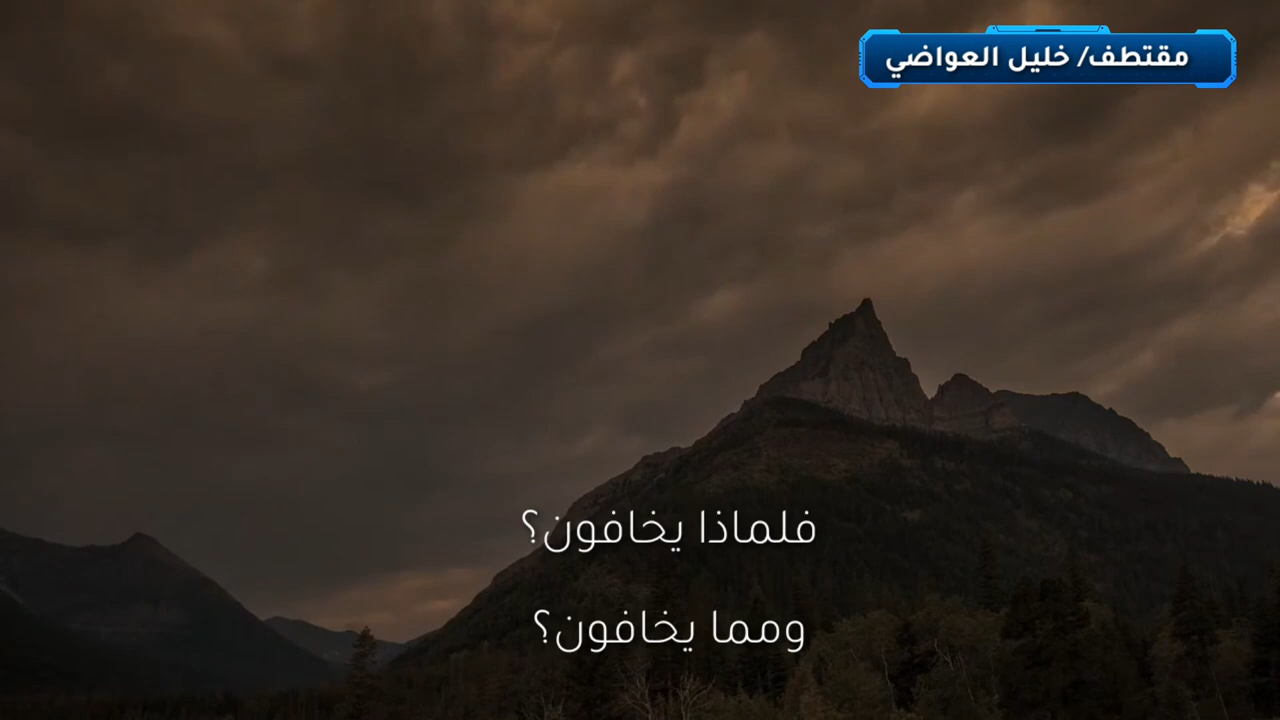 مقتطف/ خليل العواضي
فلماذا يخافون؟
ومما يخافون؟